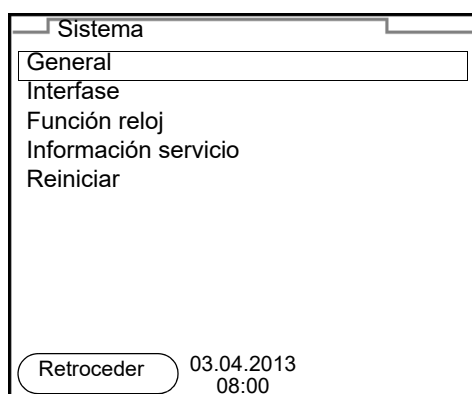 Sistema
General
Interfase
Función reloj
Información servicio
Reiniciar
Retroceder
03.04.2013
08:00